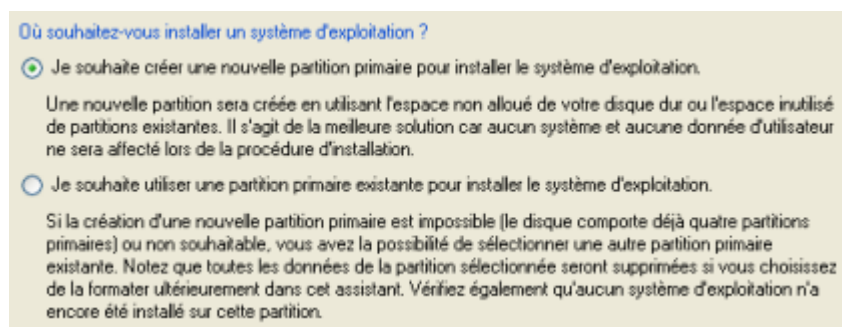 Où souhaitez-vous installer un système d'exploitation ?
Je souhaite créer une nouvelle partition primaire pour installer le système d'exploitation.
Une nouvelle partition sera créée en utilisant l'espace non alloué de votre disque dur ou l'espace inutilisé
de partitions existantes. Il s'agit de la meilleure solution car aucun système et aucune donnée d'utilisateur
ne sera affecté lors de la procédure d'installation.
Je souhaite utiliser une partition primaire existante pour installer le système d'exploitation.
Si la création d'une nouvelle partition primaire est impossible (le disque comporte déjà quatre partitions
primaires) ou non souhaitable, vous avez la possibilité de sélectionner une autre partition primaire
existante. Notez que toutes les données de la partition sélectionnée seront supprimées si vous choisissez
de la formater ultérieurement dans cet assistant. Vérifiez également qu'aucun système d'exploitation n'a
encore été installé sur cette partition.